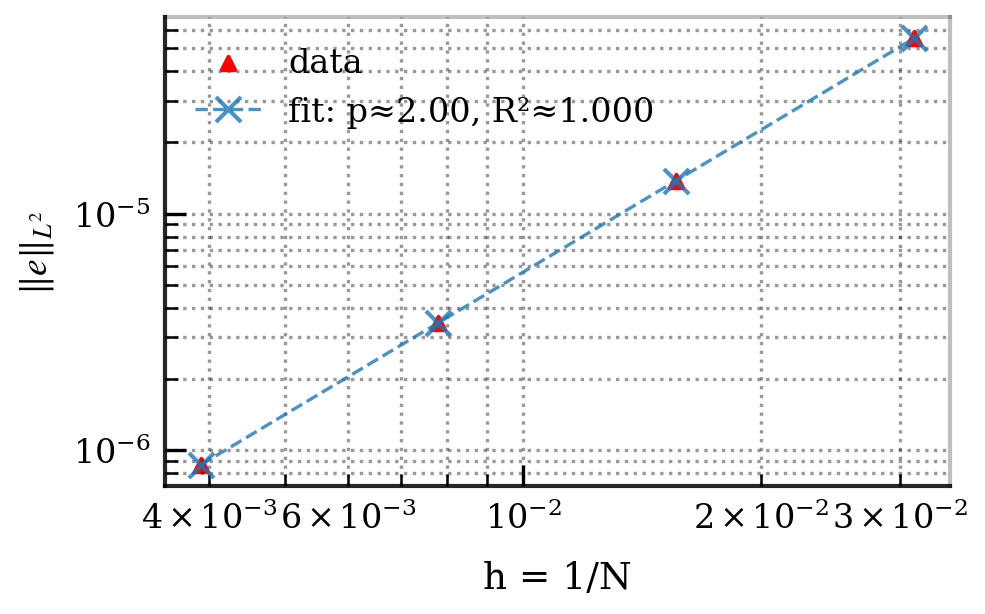 data
fit: p≈2.00, R²≈1.000
10⁻⁵
10⁻⁶
||e||_{L²}
4×10⁻³ 6×10⁻³ 10⁻² 2×10⁻² 3×10⁻²
h = 1/N